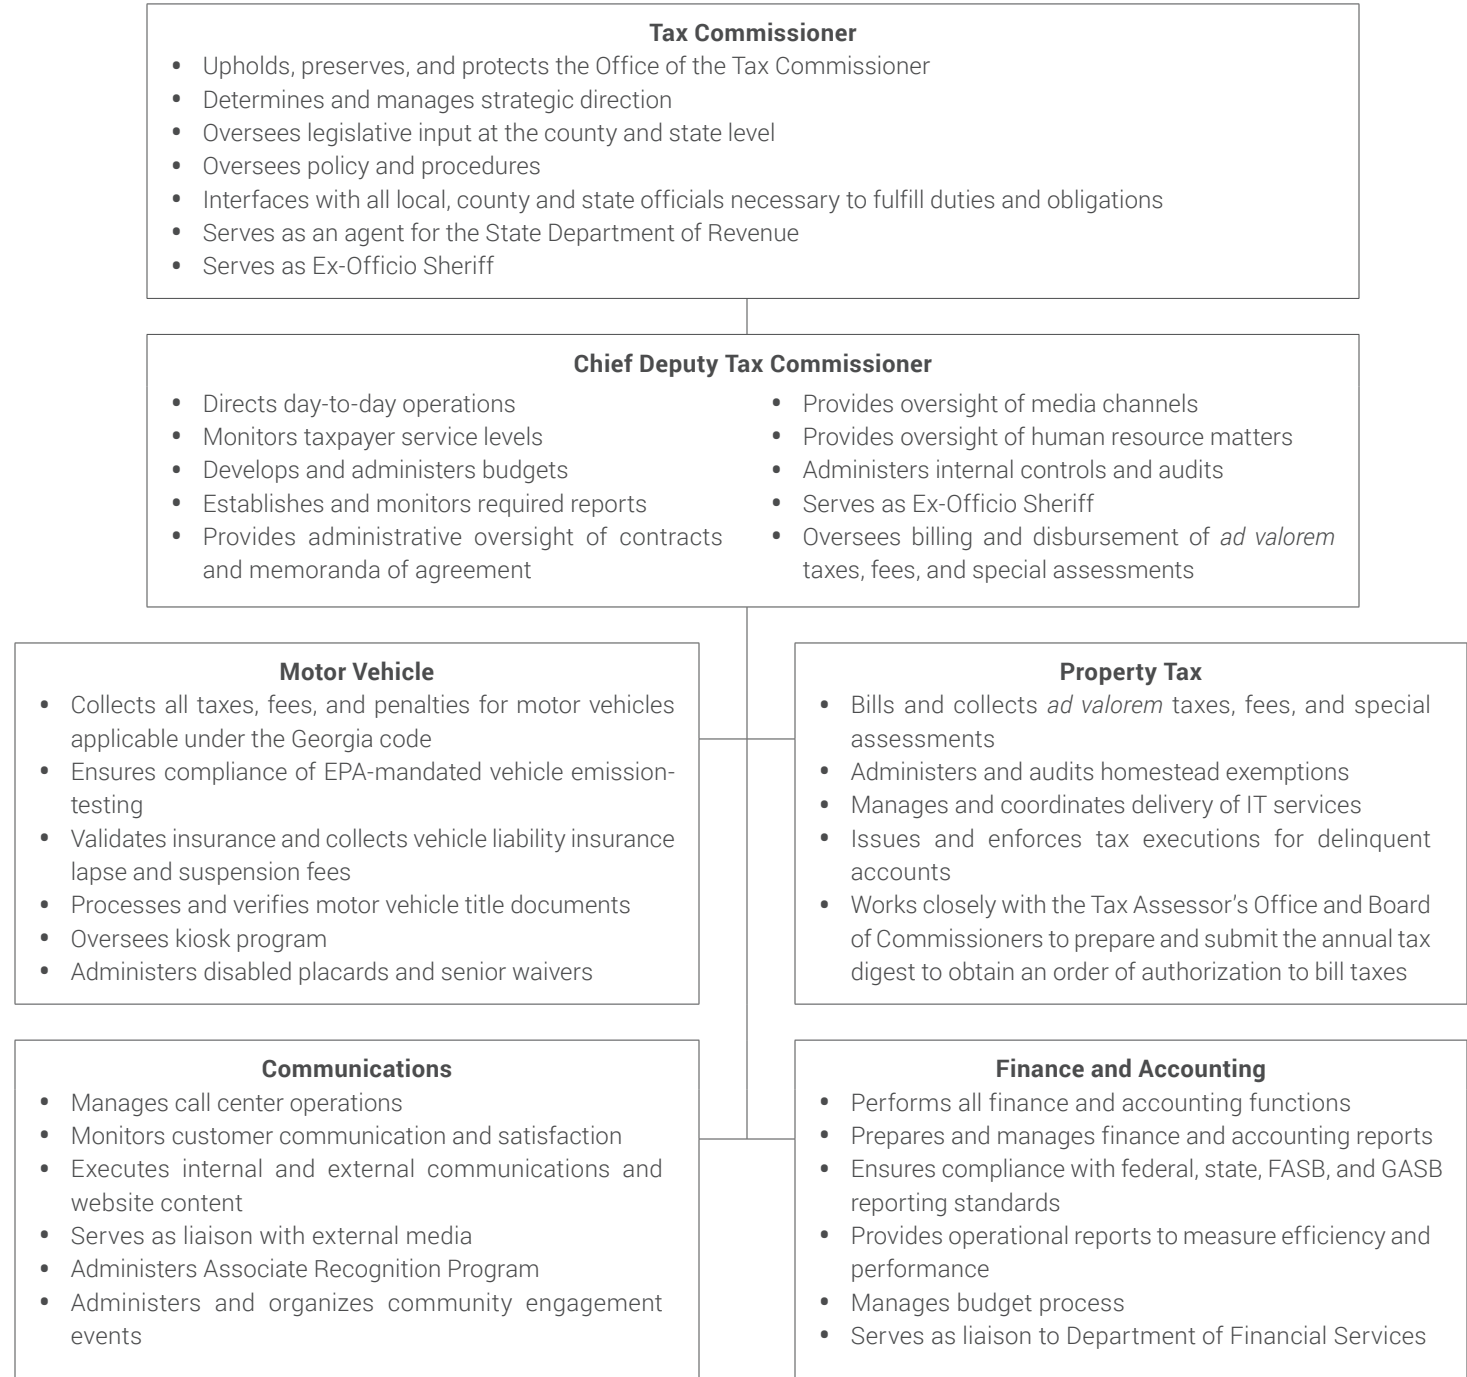 Tax Commissioner
• Upholds, preserves, and protects the Office of the Tax Commissioner
• Determines and manages strategic direction
• Oversees legislative input at the county and state level
• Oversees policy and procedures
• Interfaces with all local, county and state officials necessary to fulfill duties and obligations
• Serves as an agent for the State Department of Revenue
• Serves as Ex-Officio Sheriff
Chief Deputy Tax Commissioner
• Directs day-to-day operations
• Monitors taxpayer service levels
• Develops and administers budgets
• Establishes and monitors required reports
• Provides administrative oversight of contracts
and memoranda of agreement
• Provides oversight of media channels
• Provides oversight of human resource matters
• Administers internal controls and audits
• Serves as Ex-Officio Sheriff
• Oversees billing and disbursement of ad valorem
taxes, fees, and special assessments
Motor Vehicle
• Collects all taxes, fees, and penalties for motor vehicles
applicable under the Georgia code
• Ensures compliance of EPA-mandated vehicle emission-
testing
• Validates insurance and collects vehicle liability insurance
lapse and suspension fees
• Processes and verifies motor vehicle title documents
• Oversees kiosk program
• Administers disabled placards and senior waivers
Property Tax
• Bills and collects ad valorem taxes, fees, and special
assessments
• Administers and audits homestead exemptions
• Manages and coordinates delivery of IT services
• Issues and enforces tax executions for delinquent
accounts
• Works closely with the Tax Assessor’s Office and Board
of Commissioners to prepare and submit the annual tax
digest to obtain an order of authorization to bill taxes
Communications
• Manages call center operations
• Monitors customer communication and satisfaction
• Executes internal and external communications and
website content
• Serves as liaison with external media
• Administers Associate Recognition Program
• Administers and organizes community engagement
events
Finance and Accounting
• Performs all finance and accounting functions
• Prepares and manages finance and accounting reports
• Ensures compliance with federal, state, FASB, and GASB
reporting standards
• Provides operational reports to measure efficiency and
performance
• Manages budget process
• Serves as liaison to Department of Financial Services